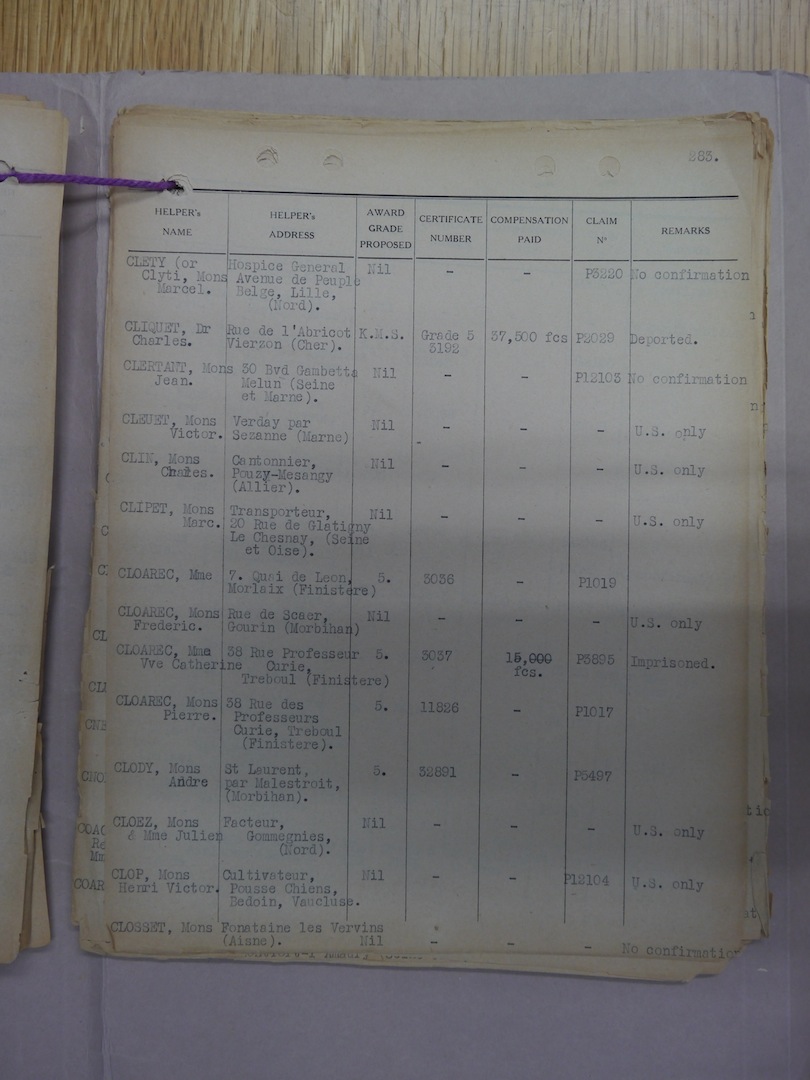 283.
HELPER's NAME HELPER's ADDRESS AWARD GRADE PROPOSED CERTIFICATE NUMBER COMPENSATION PAID CLAIM Nº REMARKS
CLETY (or Hospice General Nil - - P3220 No confirmation
Clyti, Mons Avenue de Peuple
Marcel. Belge, Lille,
(Nord).
CLIQUET, Dr Rue de l'Abricot K.M.S. Grade 5 37,500 fcs P2029 Deported.
Charles. Vierzon (Cher). 3192
CLERTANT, Mons 30 Bvd Gambetta Nil - - P12103 No confirmation
Jean. Melun (Seine
et Marne).
CLEUET, Mons Verday par Nil - - - U.S. only
Victor. Sezanne (Marne)
CLIN, Mons Cantonnier, Nil - - - U.S. only
Charles. Pouzy-Mesangy
(Allier).
CLIPET, Mons Transporteur, Nil - - - U.S. only
Marc. 20 Rue de Glatigny
Le Chesnay, (Seine
et Oise).
CLOAREC, Mme 7. Quai de Leon, 5. 3036 - P1019
Morlaix (Finistere)
CLOAREC, Mons Rue de Scaer, Nil - - - U.S. only
Frederic. Gourin (Morbihan)
CLOAREC, Mme 38 Rue Professeur 5. 3037 15,000 P3895 Imprisoned.
Vve Catherine Curie, fcs.
Treboul (Finistere)
CLOAREC, Mons 38 Rue des 5. 11826 - P1017
Pierre. Professeurs
Curie, Treboul
(Finistere).
CLODY, Mons St Laurent, 5. 32891 - P5497
Andre par Malestroit,
(Morbihan).
CLOEZ, Mons Facteur, Nil - - - U.S. only
& Mme Julien Gommegnies,
(Nord).
CLOP, Mons Cultivateur, Nil - - P12104 U.S. only
Henri Victor. Pousse Chiens,
Bedoin, Vaucluse.
CLOSSET, Mons Fonataine les Vervins
(Aisne). Nil - - - No confirmation